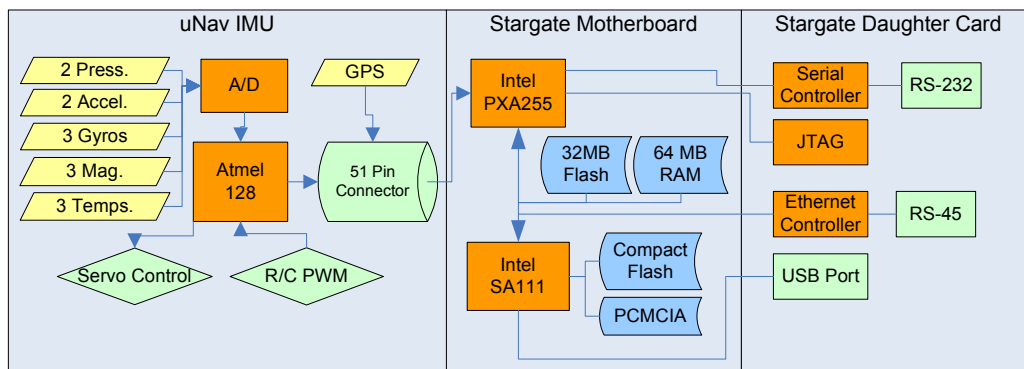 uNav IMU
2 Press.
2 Accel.
3 Gyros
3 Mag.
3 Temps.
A/D
Atmel
128
GPS
51 Pin
Connector
Servo Control
R/C PWM
Stargate Motherboard
Intel
PXA255
32MB
Flash
64 MB
RAM
Intel
SA111
Compact
Flash
PCMCIA
Stargate Daughter Card
Serial
Controller
RS-232
JTAG
Ethernet
Controller
RS-45
USB Port